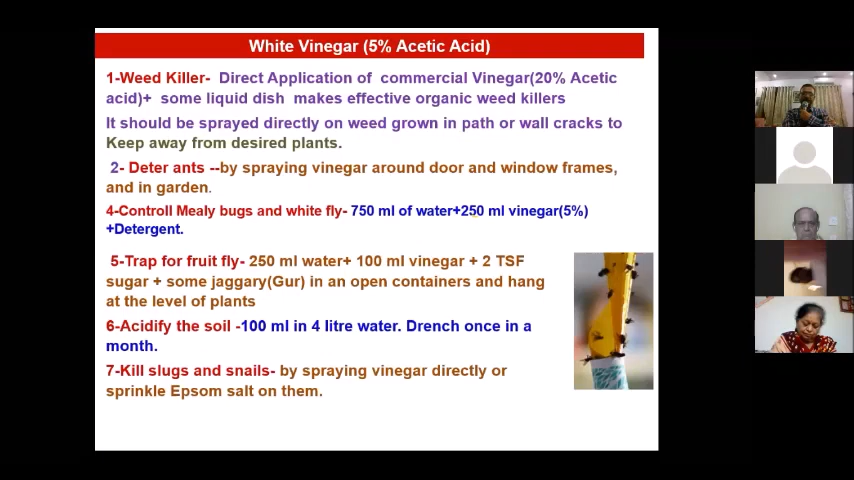 White Vinegar (5% Acetic Acid)
1-Weed Killer- Direct Application of commercial Vinegar(20% Acetic
acid)+ some liquid dish makes effective organic weed killers
It should be sprayed directly on weed grown in path or wall cracks to
Keep away from desired plants.
2- Deter ants --by spraying vinegar around door and window frames,
and in garden.
4-Controll Mealy bugs and white fly- 750 ml of water+250 ml vinegar(5%)
+Detergent.
5-Trap for fruit fly- 250 ml water+ 100 ml vinegar + 2 TSF
sugar + some jaggary(Gur) in an open containers and hang
at the level of plants
6-Acidify the soil -100 ml in 4 litre water. Drench once in a
month.
7-Kill slugs and snails- by spraying vinegar directly or
sprinkle Epsom salt on them.